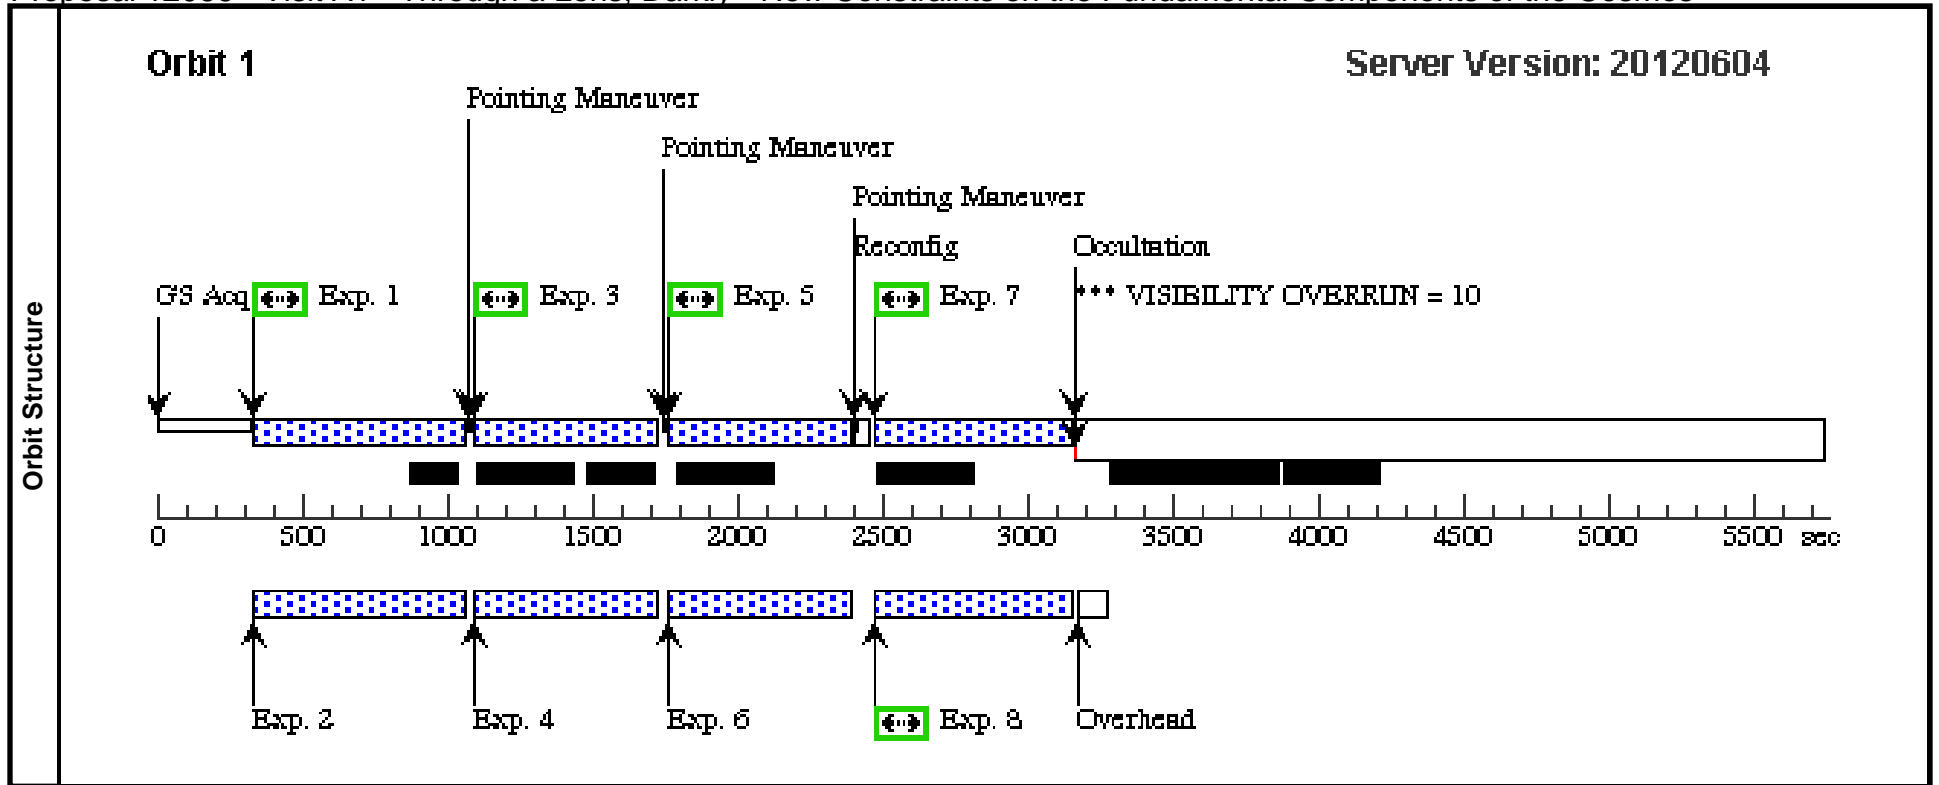 Orbit 1
Server Version: 20120604
Pointing Maneuver
Pointing Maneuver
Pointing Maneuver
Reconfig
Occultation
GS Acq
Exp. 1
Exp. 3
Exp. 5
Exp. 7
*** VISIBILITY OVERRUN = 10
Orbit Structure
0 500 1000 1500 2000 2500 3000 3500 4000 4500 5000 5500 sec
Exp. 2
Exp. 4
Exp. 6
Exp. 8
Overhead